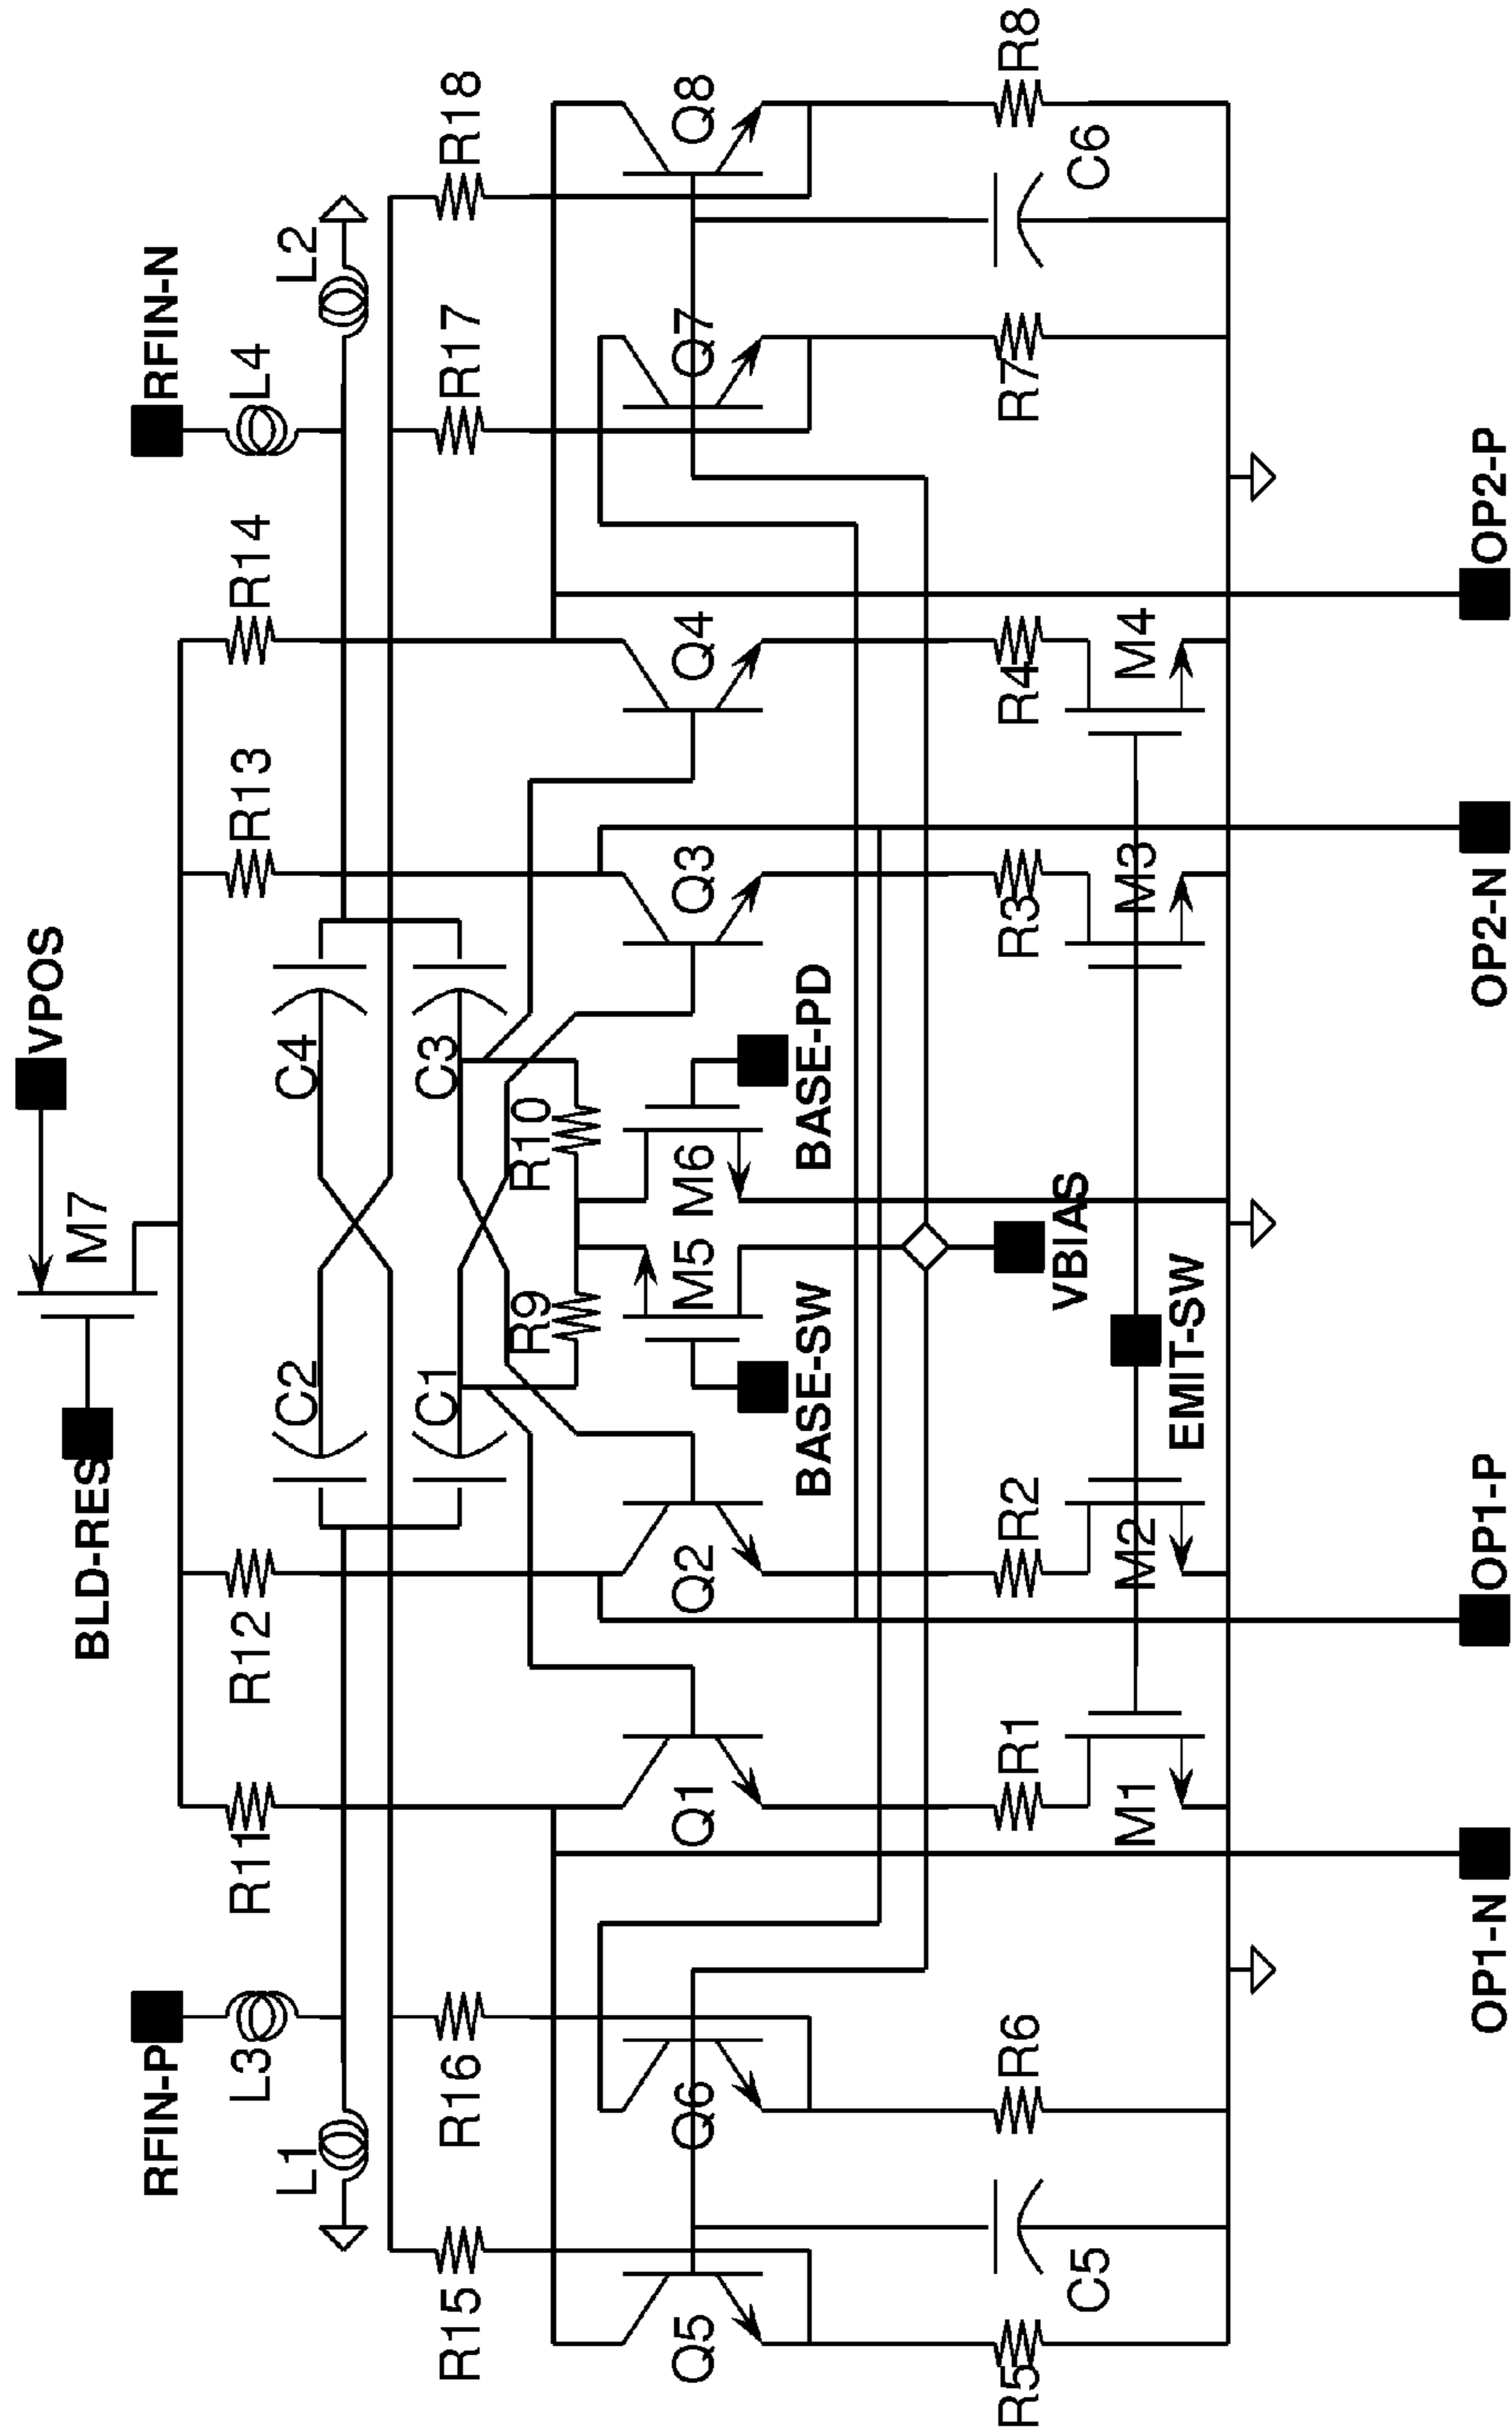 VPOS
BLD-RES
M7
RFIN-P
RFIN-N
L3
R11
R12
R13
R14
L4
L1
C2
C4
L2
R15
R16
C1
C3
R17
R18
R9
R10
Q5
Q6
Q1
Q2
M5
M6
Q3
Q4
Q7
Q8
BASE-SW
BASE-PD
R5
R6
R1
R2
VBIAS
R3
R4
R7
R8
C5
C6
M1
M2
M3
M4
EMIT-SW
OP1-N
OP1-P
OP2-N
OP2-P